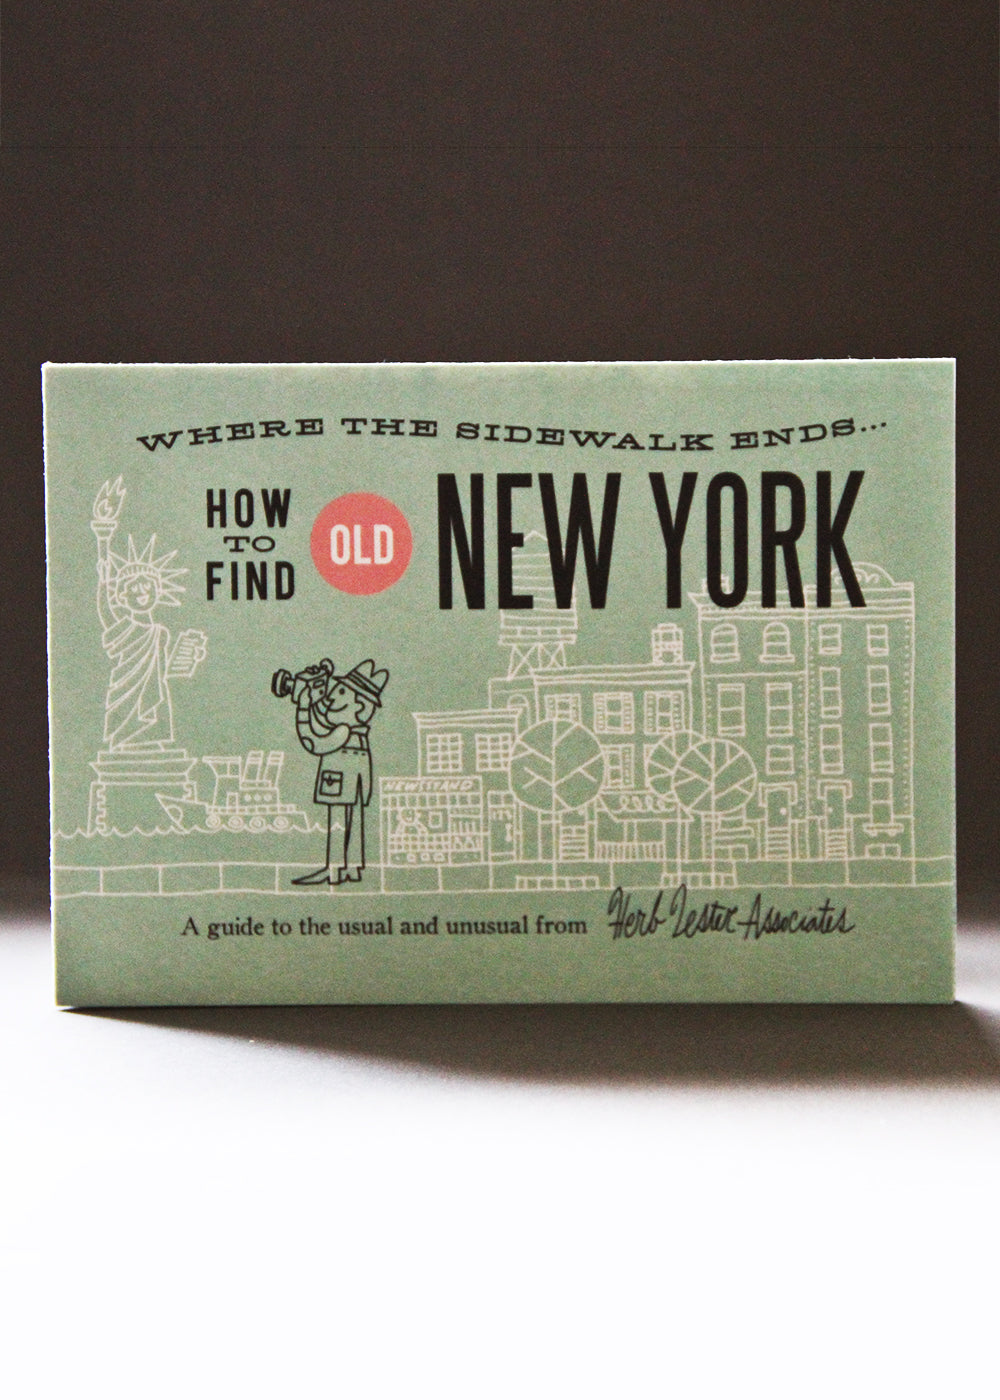 WHERE THE SIDEWALK ENDS...
HOW
TO
FIND
OLD
NEW YORK
NEWSSTAND
A guide to the usual and unusual from Herb Lester Associates